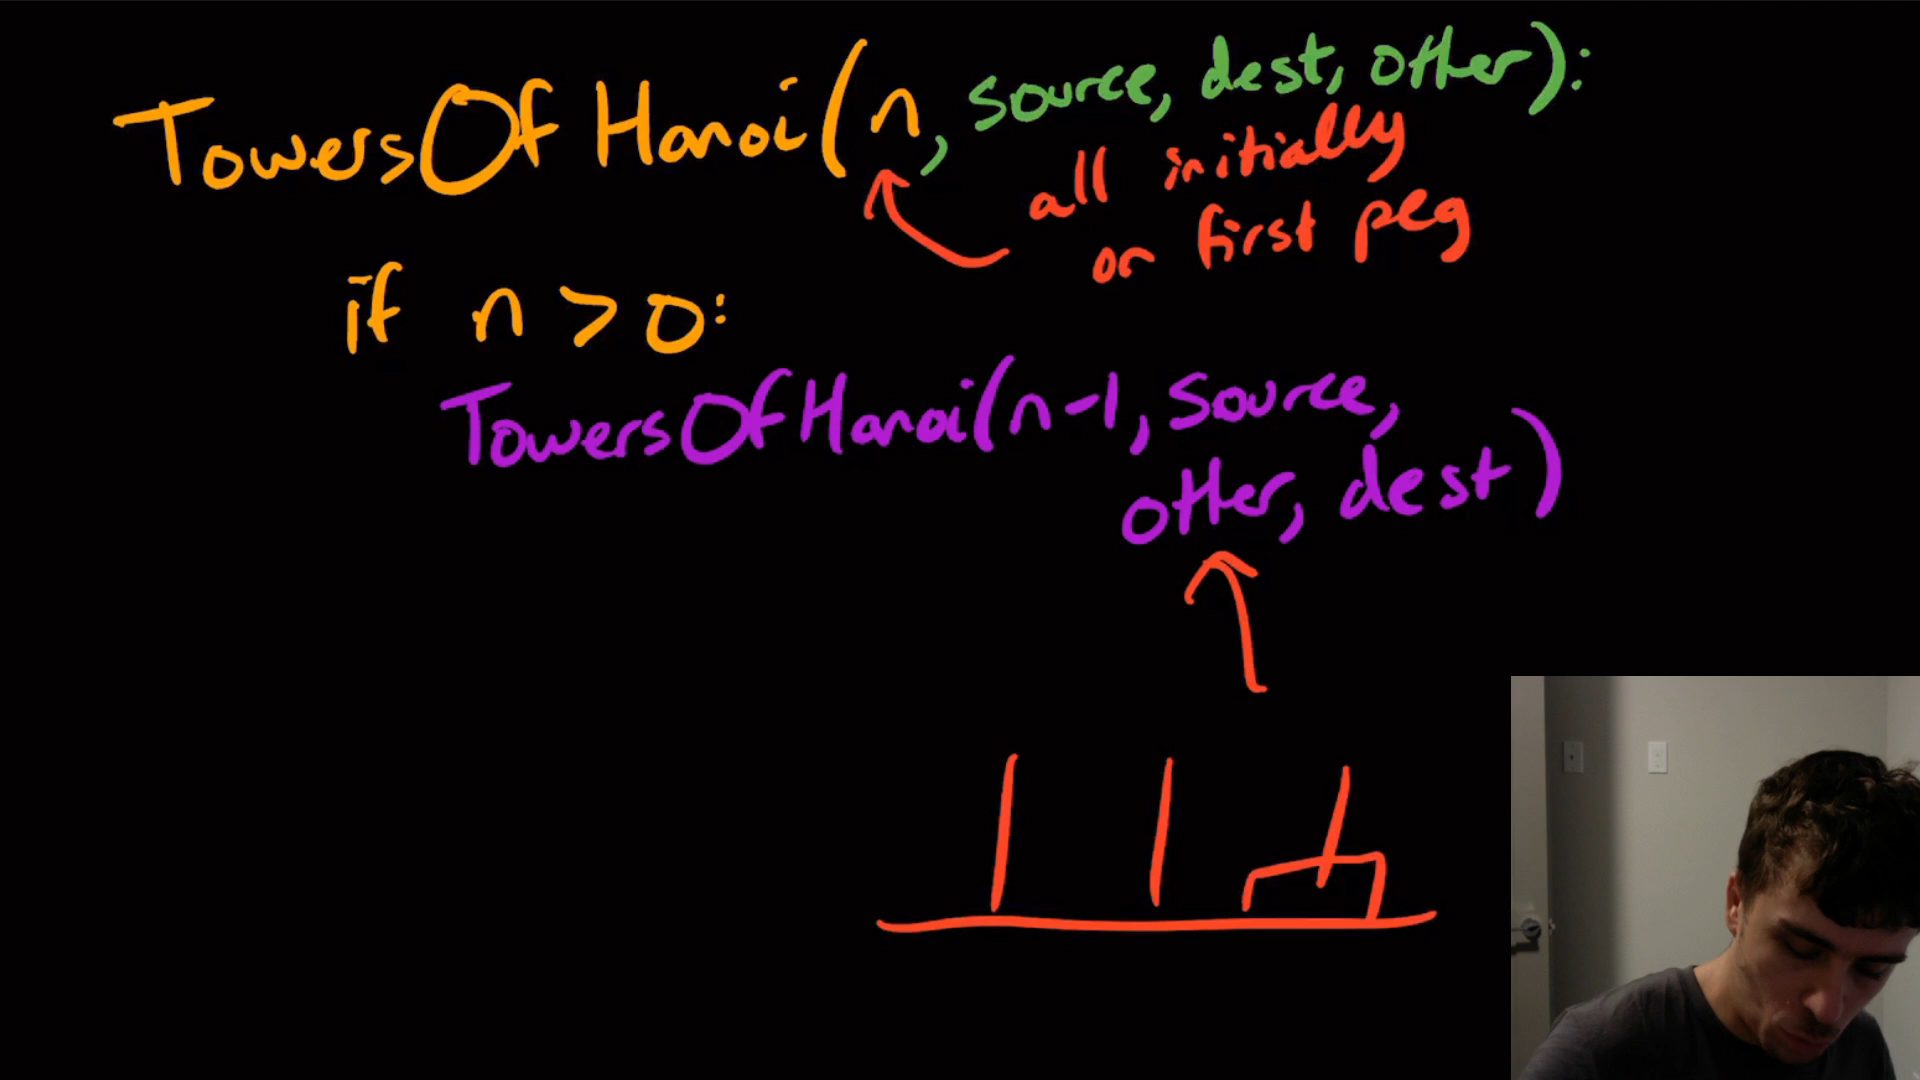 TowersOfHanoi(n, source, dest, other):
all initially
on first peg
if n > 0:
TowersOfHanoi(n-1, source,
other, dest)